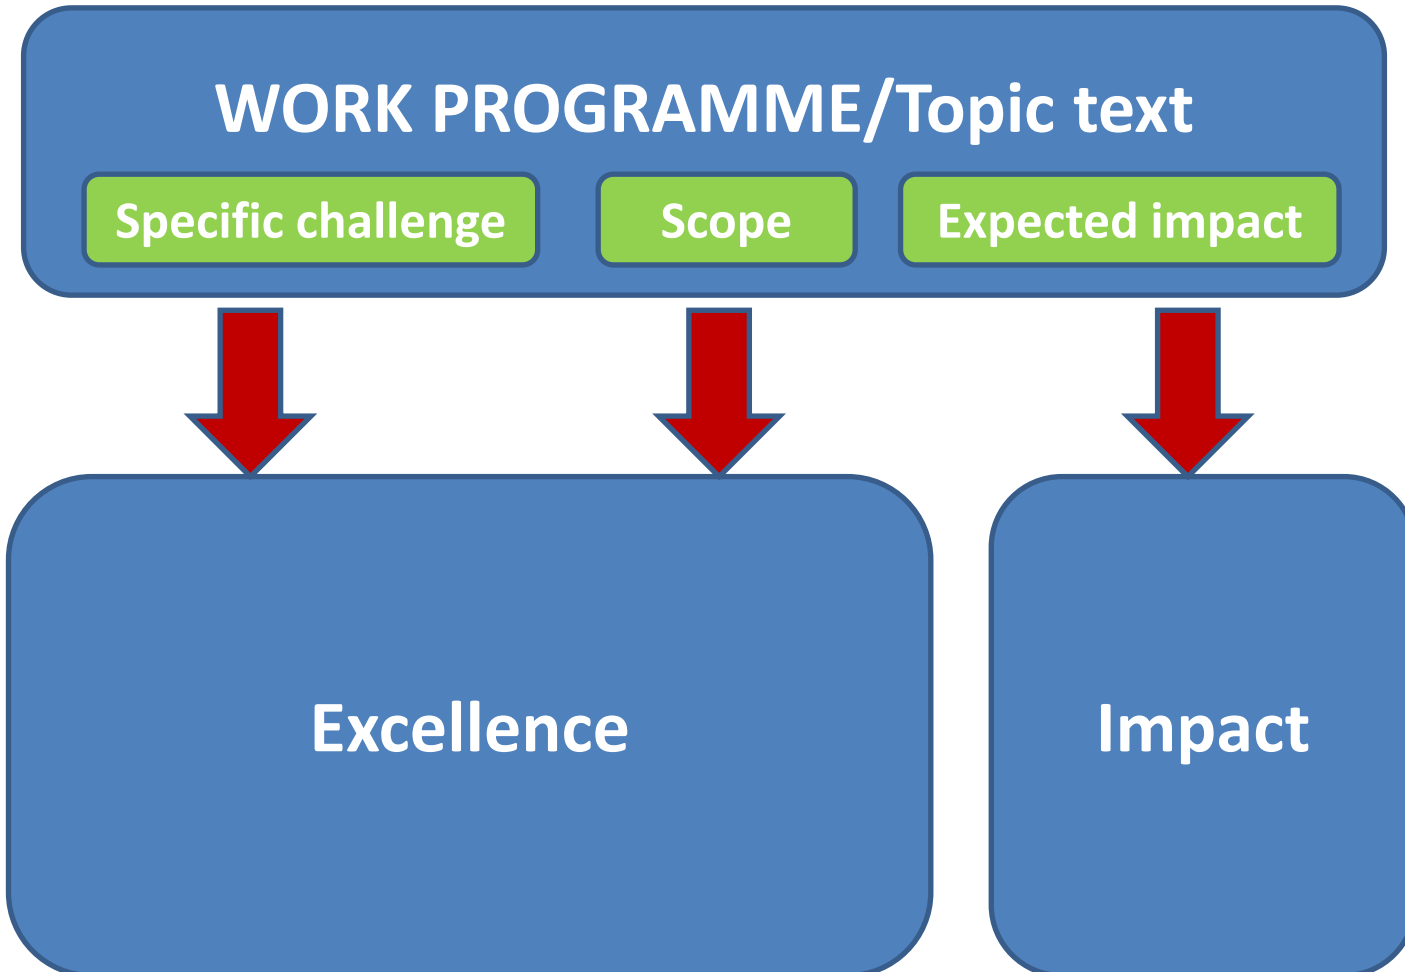 WORK PROGRAMME/Topic text
Specific challenge
Scope
Expected impact
Excellence
Impact